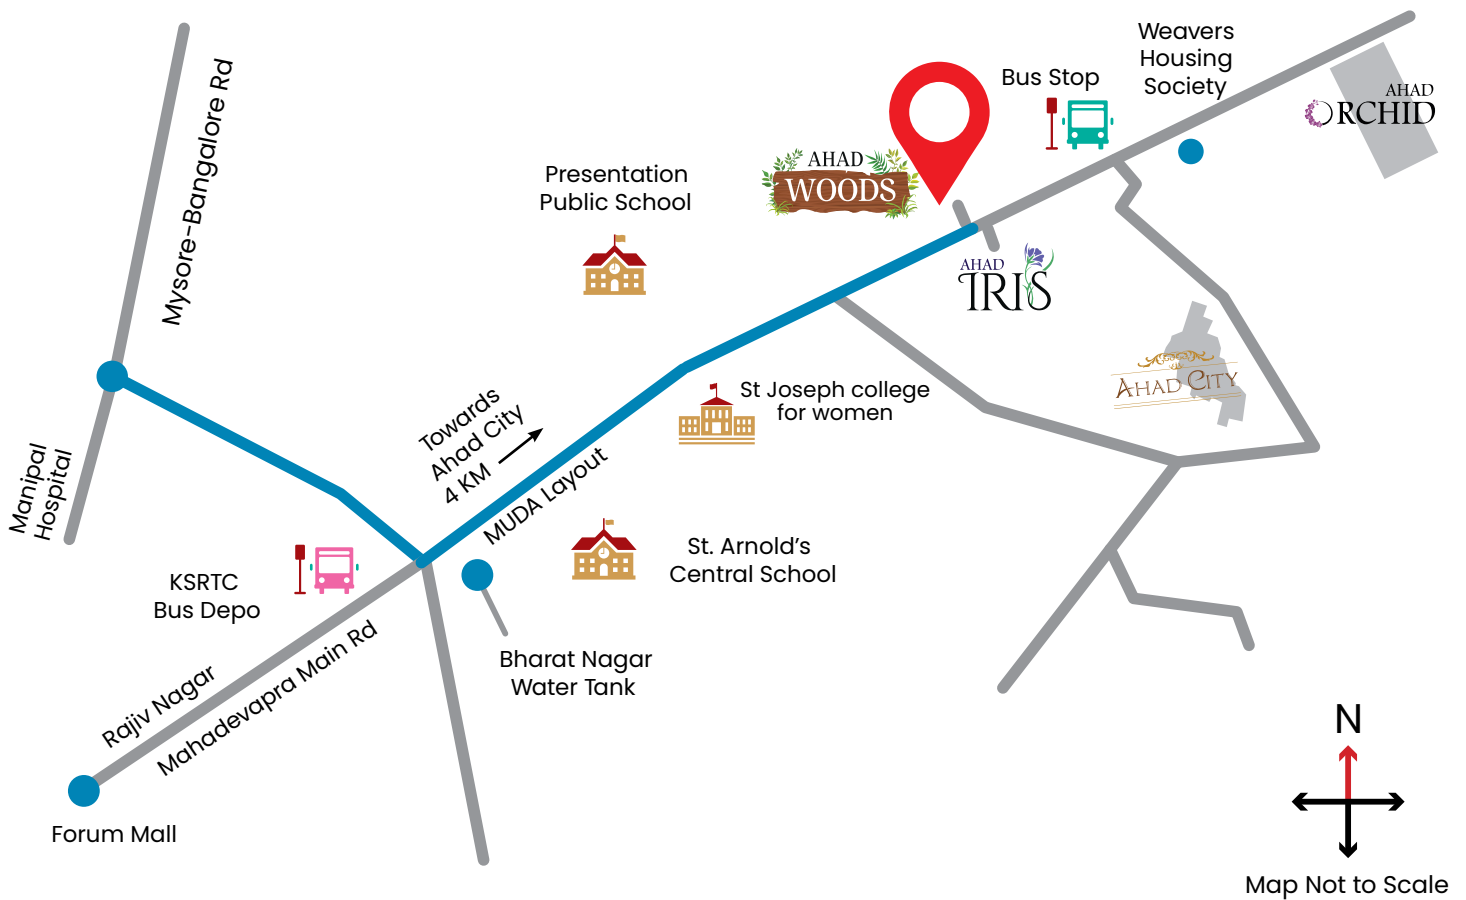 Weavers
Housing
Society
Bus Stop
AHAD
ORCHID
Mysore-Bangalore Rd
Presentation
Public School
AHAD
WOODS
AHAD
IRIS
AHAD CITY
St Joseph college
for women
Towards
Ahad City
4 KM
MUDA Layout
Manipal
Hospital
St. Arnold’s
Central School
KSRTC
Bus Depo
Rajiv Nagar
Mahadevapra Main Rd
Bharat Nagar
Water Tank
Forum Mall
N
Map Not to Scale